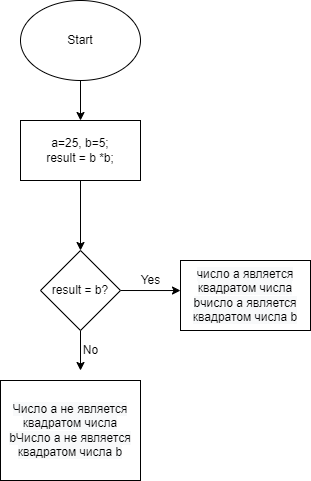 Start
a=25, b=5;
result = b *b;
result = b?
Yes
число a является
квадратом числа
bчисло a является
квадратом числа b
No
Число a не является
квадратом числа
bЧисло a не является
квадратом числа b